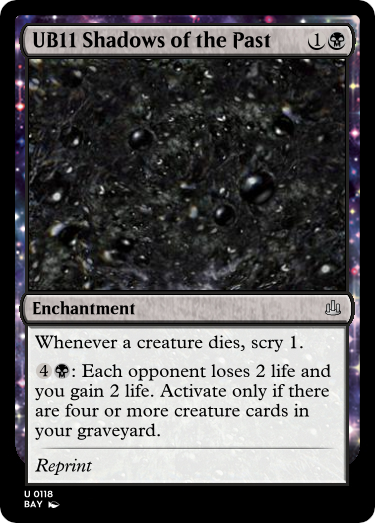 UB11 Shadows of the Past 1
Enchantment
Whenever a creature dies, scry 1.
4 : Each opponent loses 2 life and
you gain 2 life. Activate only if there
are four or more creature cards in
your graveyard.
Reprint
U 0118
BAY